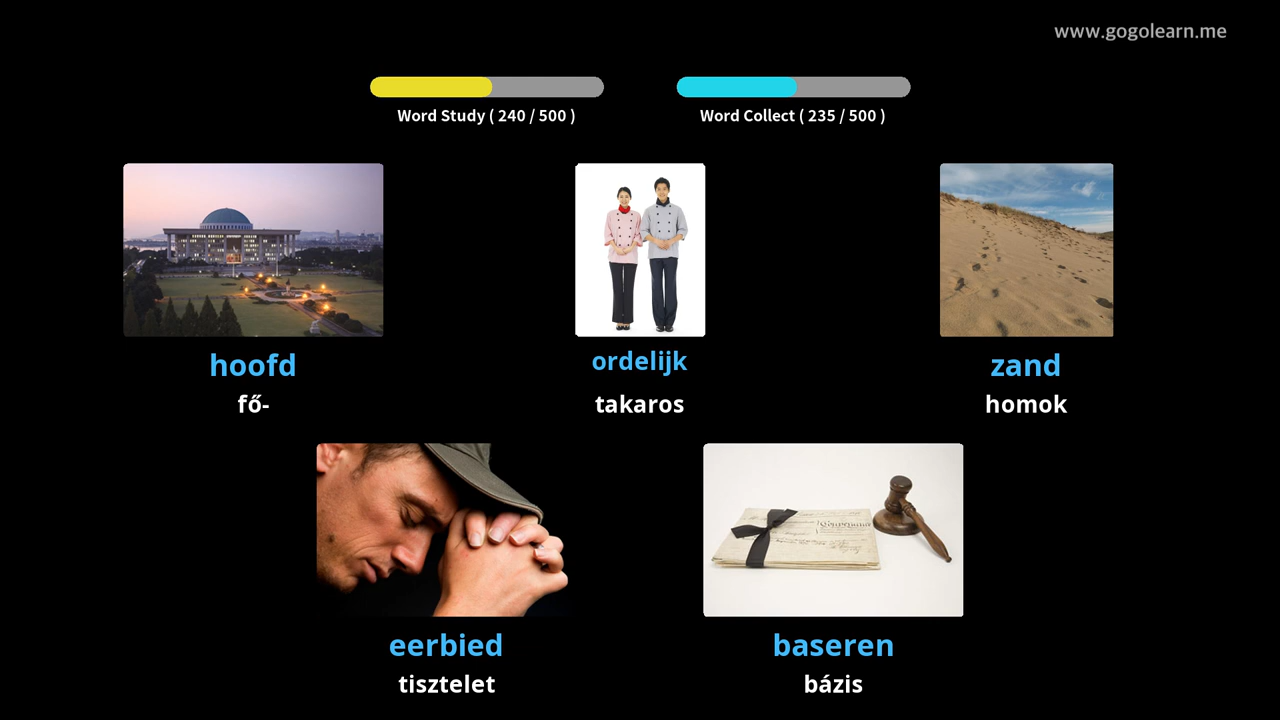 www.gogolearn.me
Word Study ( 240 / 500 )
Word Collect ( 235 / 500 )
hoofd
fő-
ordelijk
takaros
zand
homok
eerbied
tisztelet
baseren
bázis